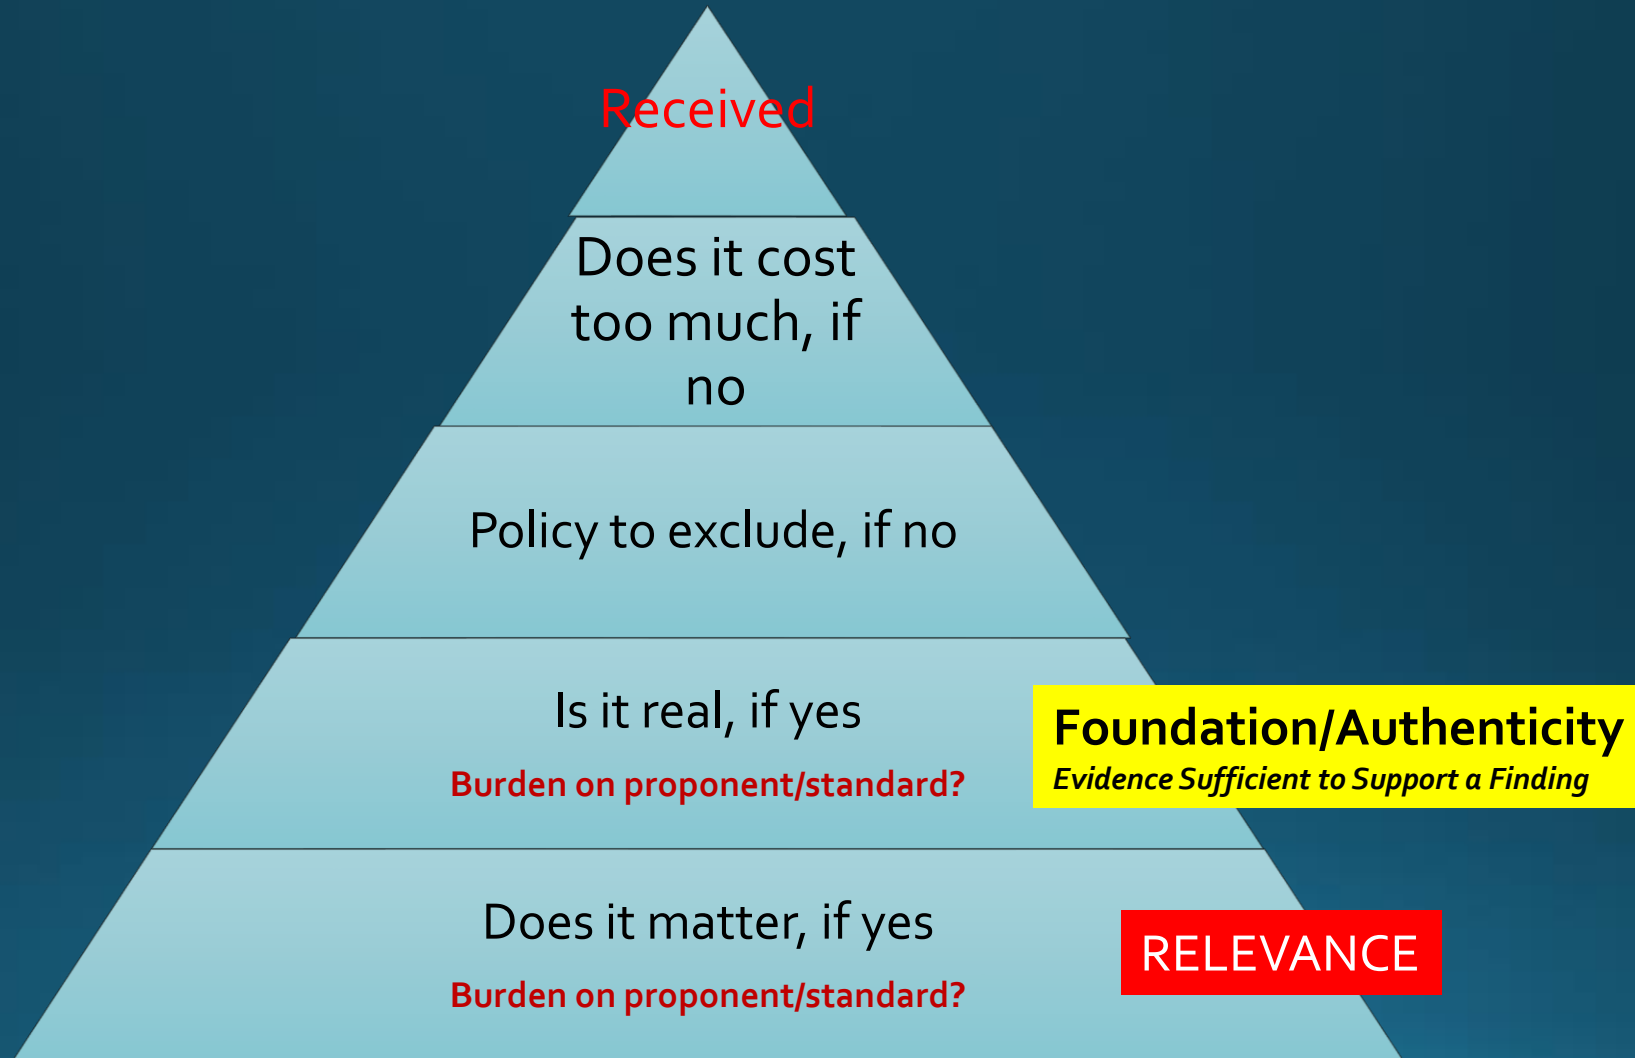 Received
Does it cost
too much, if
no
Policy to exclude, if no
Is it real, if yes
Burden on proponent/standard?
Foundation/Authenticity
Evidence Sufficient to Support a Finding
Does it matter, if yes
Burden on proponent/standard?
RELEVANCE